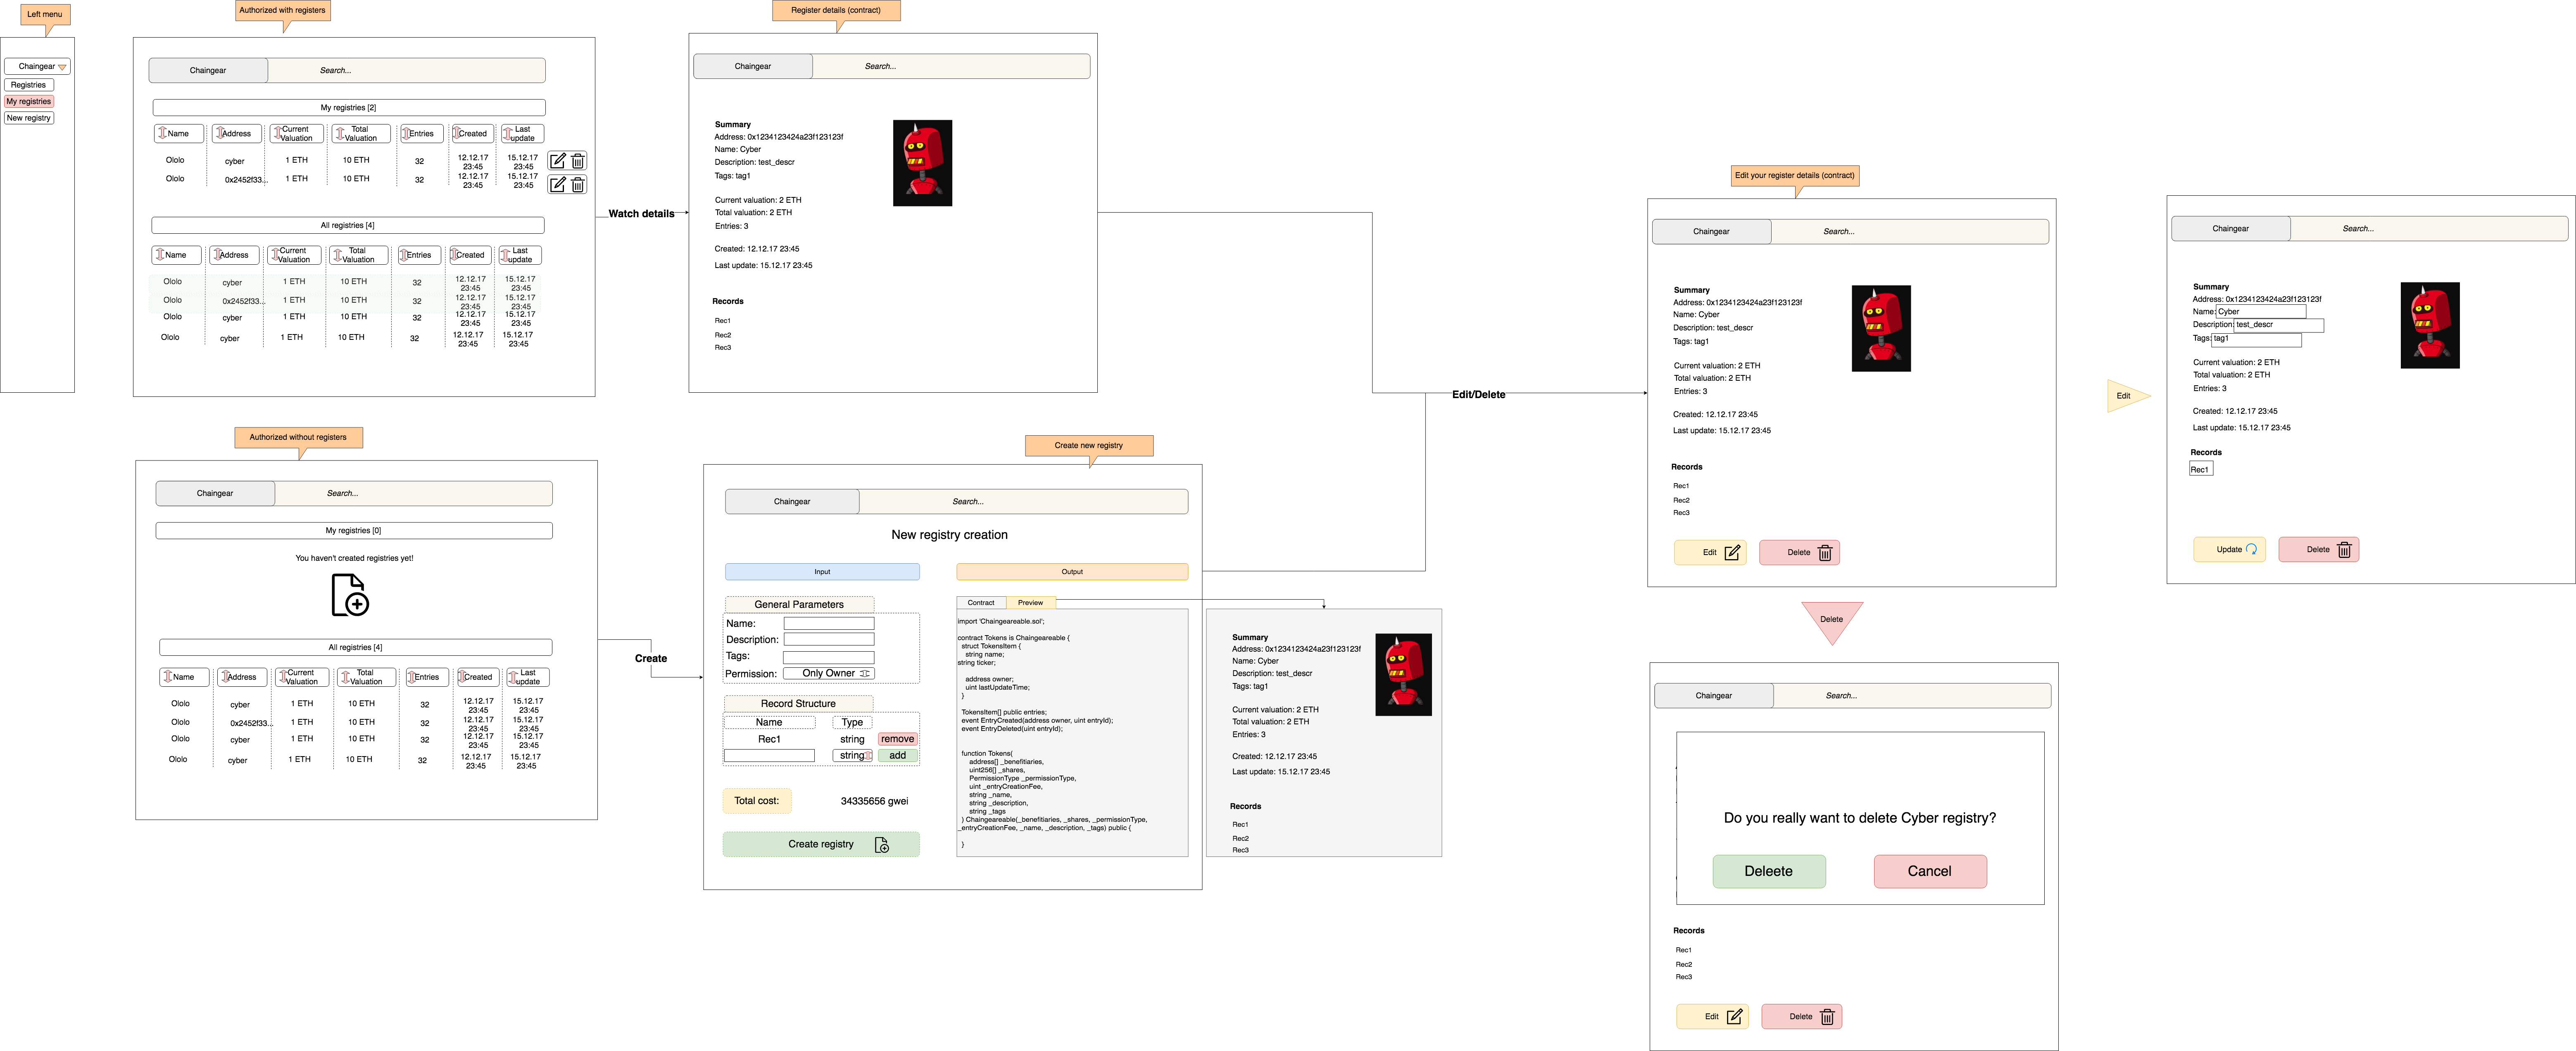 Left menu
Chaingear
Registries
My registries
New registry
Authorized with registers
Chaingear
Search...
My registries [2]
Name Address Current Valuation Total Valuation Entries Created Last update
Ololo cyber 1 ETH 10 ETH 32 12.12.17 23:45 15.12.17 23:45
Ololo 0x2452f33... 1 ETH 10 ETH 32 12.12.17 23:45 15.12.17 23:45
All registries [4]
Name Address Current Valuation Total Valuation Entries Created Last update
Ololo cyber 1 ETH 10 ETH 32 12.12.17 23:45 15.12.17 23:45
Ololo 0x2452f33... 1 ETH 10 ETH 32 12.12.17 23:45 15.12.17 23:45
Ololo cyber 1 ETH 10 ETH 32 12.12.17 23:45 15.12.17 23:45
Ololo cyber 1 ETH 10 ETH 32 12.12.17 23:45 15.12.17 23:45
Watch details
Register details (contract)
Chaingear
Search...
Summary
Address: 0x1234123424a23f123123f
Name: Cyber
Description: test_descr
Tags: tag1
Current valuation: 2 ETH
Total valuation: 2 ETH
Entries: 3
Created: 12.12.17 23:45
Last update: 15.12.17 23:45
Records
Rec1
Rec2
Rec3
Authorized without registers
Chaingear
Search...
My registries [0]
You haven't created registries yet!
All registries [4]
Name Address Current Valuation Total Valuation Entries Created Last update
Ololo cyber 1 ETH 10 ETH 32 12.12.17 23:45 15.12.17 23:45
Ololo 0x2452f33... 1 ETH 10 ETH 32 12.12.17 23:45 15.12.17 23:45
Ololo cyber 1 ETH 10 ETH 32 12.12.17 23:45 15.12.17 23:45
Ololo cyber 1 ETH 10 ETH 32 12.12.17 23:45 15.12.17 23:45
Create
Create new registry
Chaingear
Search...
New registry creation
Input
General Parameters
Name:
Description:
Tags:
Permission: Only Owner
Record Structure
Name Type
Rec1 string remove
string add
Total cost: 34335656 gwei
Create registry
Output
Contract Preview
import 'Chaingeareable.sol';
contract Tokens is Chaingeareable {
struct TokensItem {
string name;
string ticker;
address owner;
uint lastUpdateTime;
}
TokensItem[] public entries;
event EntryCreated(address owner, uint entryId);
event EntryDeleted(uint entryId);
function Tokens(
address[] _benefitiaries,
uint256[] _shares,
PermissionType _permissionType,
uint _entryCreationFee,
string _name,
string _description,
string _tags
) Chaingeareable(_benefitiaries, _shares, _permissionType,
_entryCreationFee, _name, _description, _tags) public {
}
Summary
Address: 0x1234123424a23f123123f
Name: Cyber
Description: test_descr
Tags: tag1
Current valuation: 2 ETH
Total valuation: 2 ETH
Entries: 3
Created: 12.12.17 23:45
Last update: 15.12.17 23:45
Records
Rec1
Rec2
Rec3
Edit/Delete
Edit your register details (contract)
Chaingear
Search...
Summary
Address: 0x1234123424a23f123123f
Name: Cyber
Description: test_descr
Tags: tag1
Current valuation: 2 ETH
Total valuation: 2 ETH
Entries: 3
Created: 12.12.17 23:45
Last update: 15.12.17 23:45
Records
Rec1
Rec2
Rec3
Edit
Delete
Edit
Chaingear
Search...
Summary
Address: 0x1234123424a23f123123f
Name: Cyber
Description: test_descr
Tags: tag1
Current valuation: 2 ETH
Total valuation: 2 ETH
Entries: 3
Created: 12.12.17 23:45
Last update: 15.12.17 23:45
Records
Rec1
Update
Delete
Delete
Chaingear
Search...
Do you really want to delete Cyber registry?
Deleete
Cancel
Records
Rec1
Rec2
Rec3
Edit
Delete